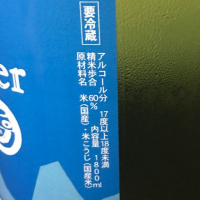 要冷蔵
アルコール分 17度以上18度未満
精米歩合 60% 内容量 1800ml
原材料名 米(国産)・米こうじ(国産米)
er